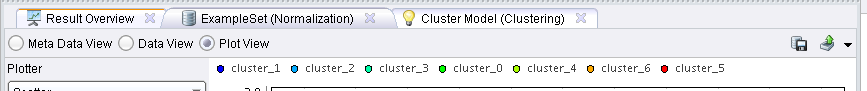 Result Overview ExampleSet (Normalization) Cluster Model (Clustering)
Meta Data View Data View Plot View
Plotter cluster_1 cluster_2 cluster_3 cluster_0 cluster_4 cluster_6 cluster_5